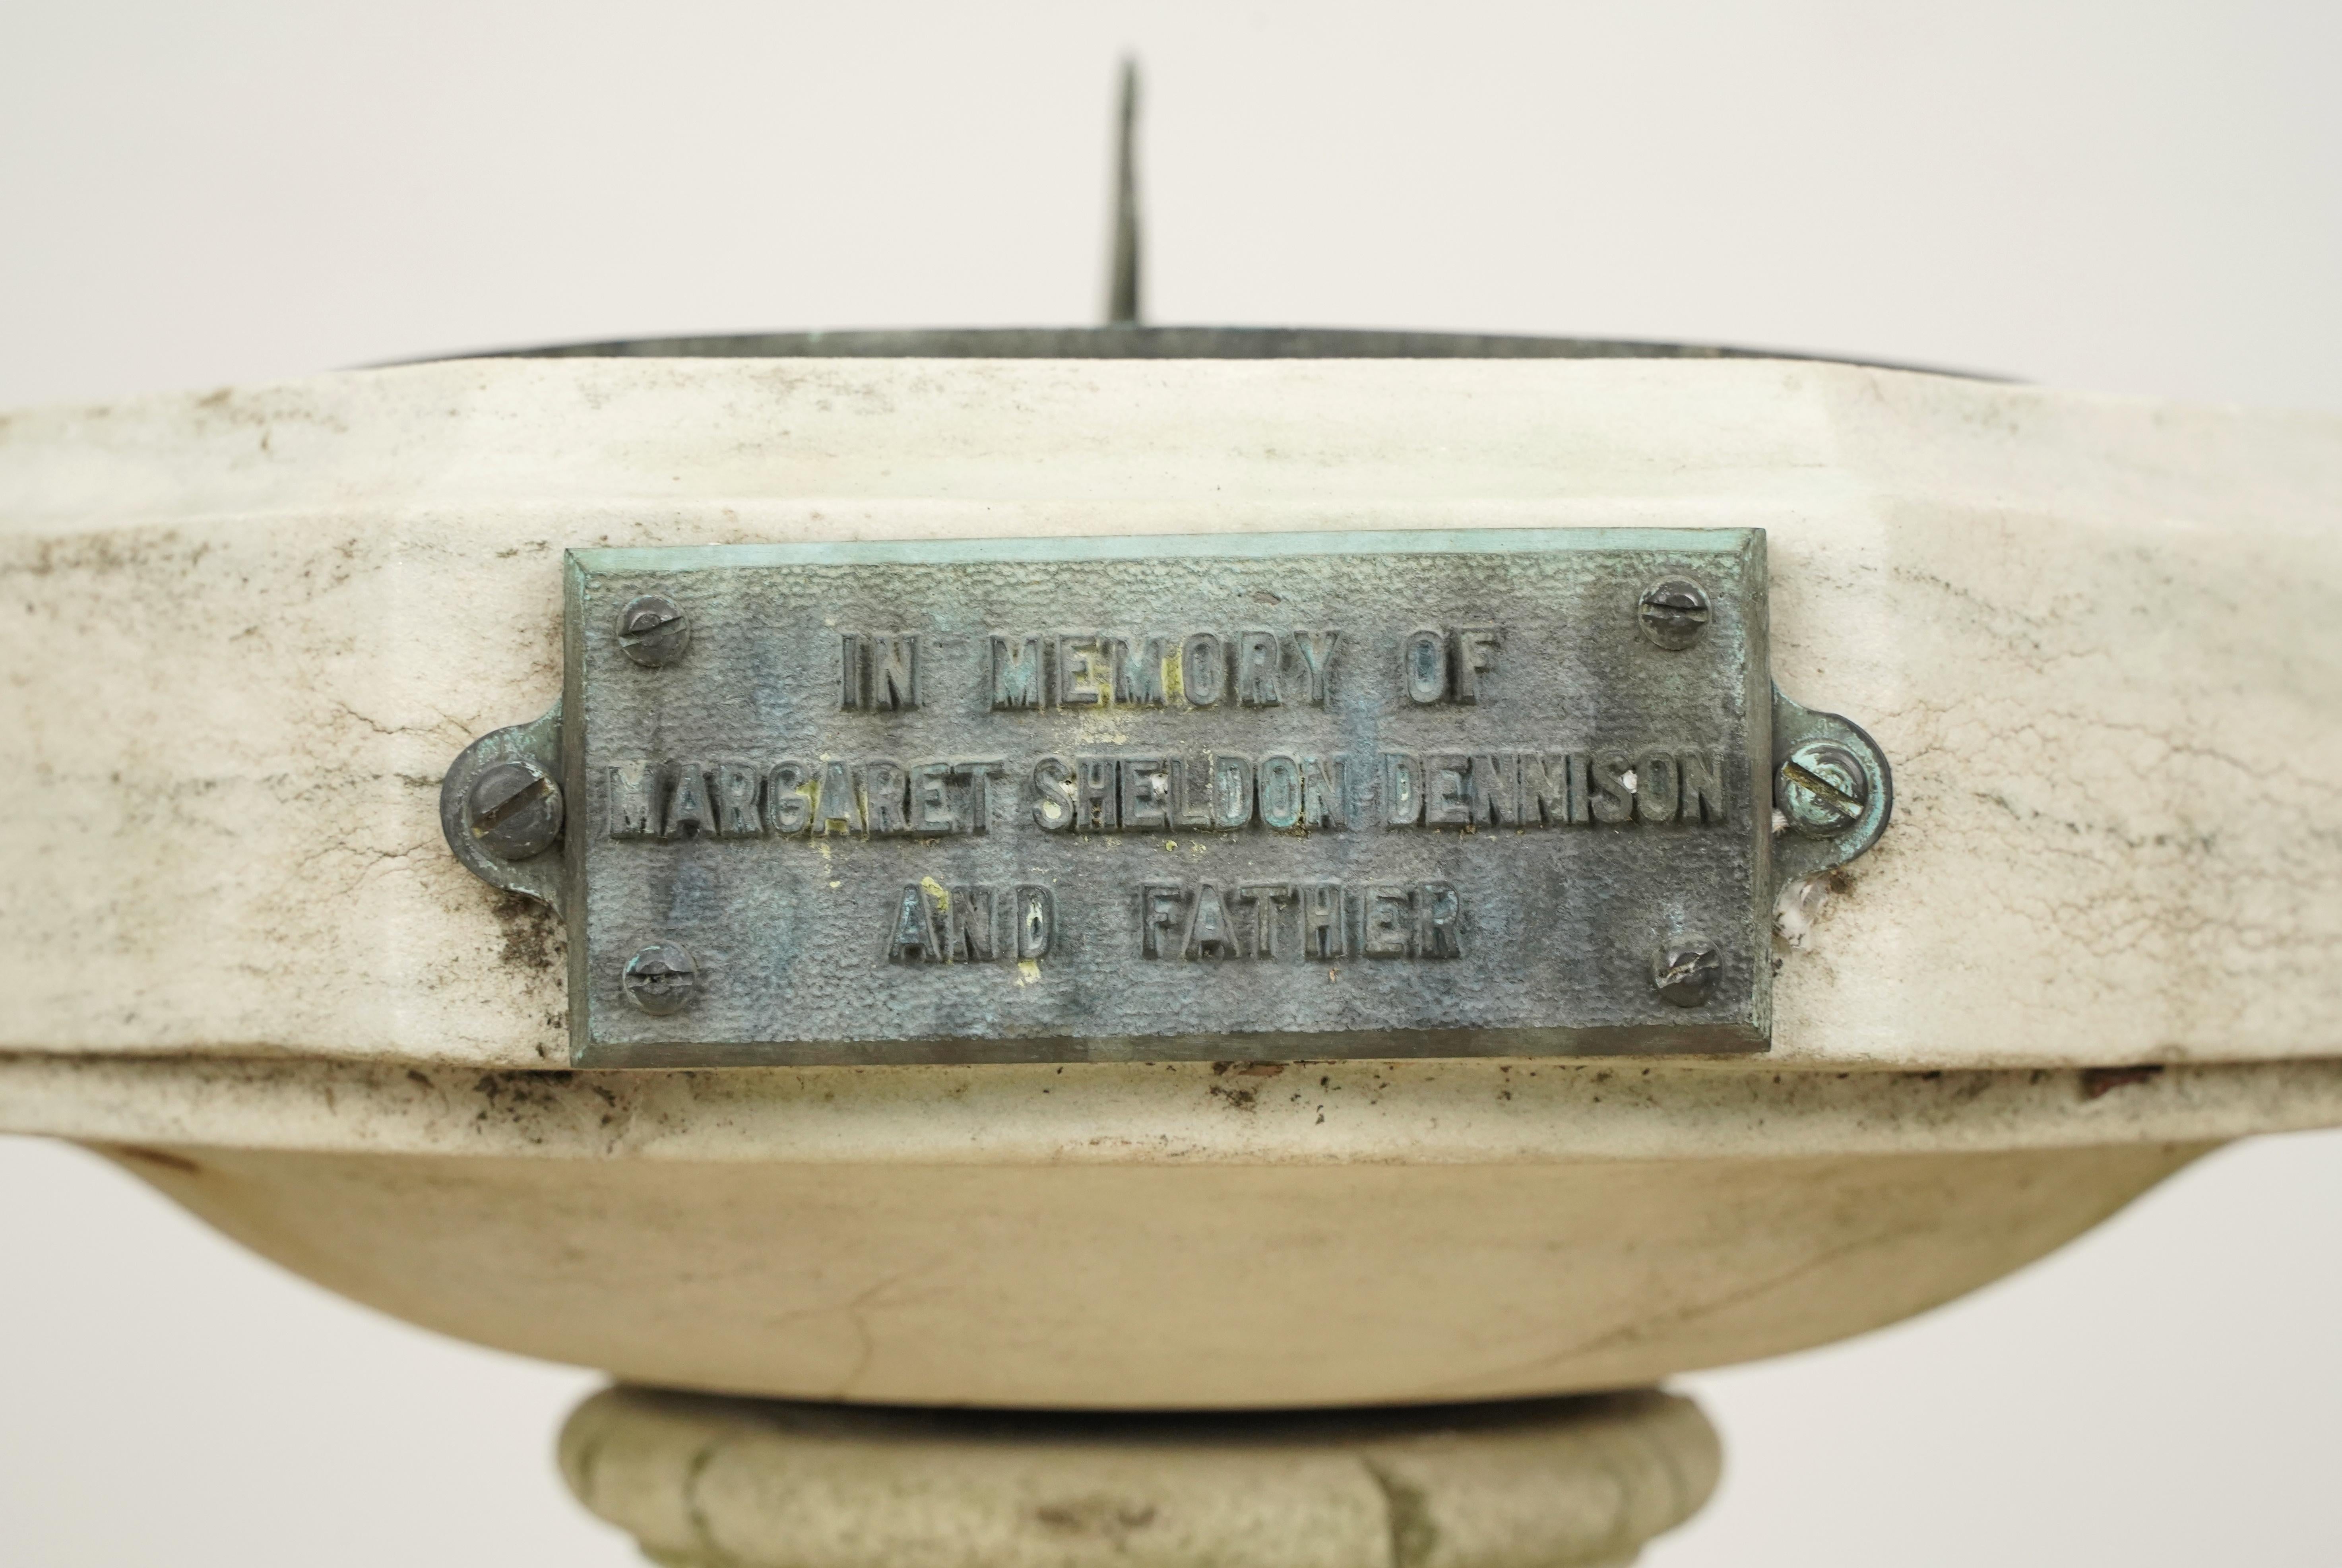 IN MEMORY OF
MARGARET SHELDON DENNISON
AND FATHER